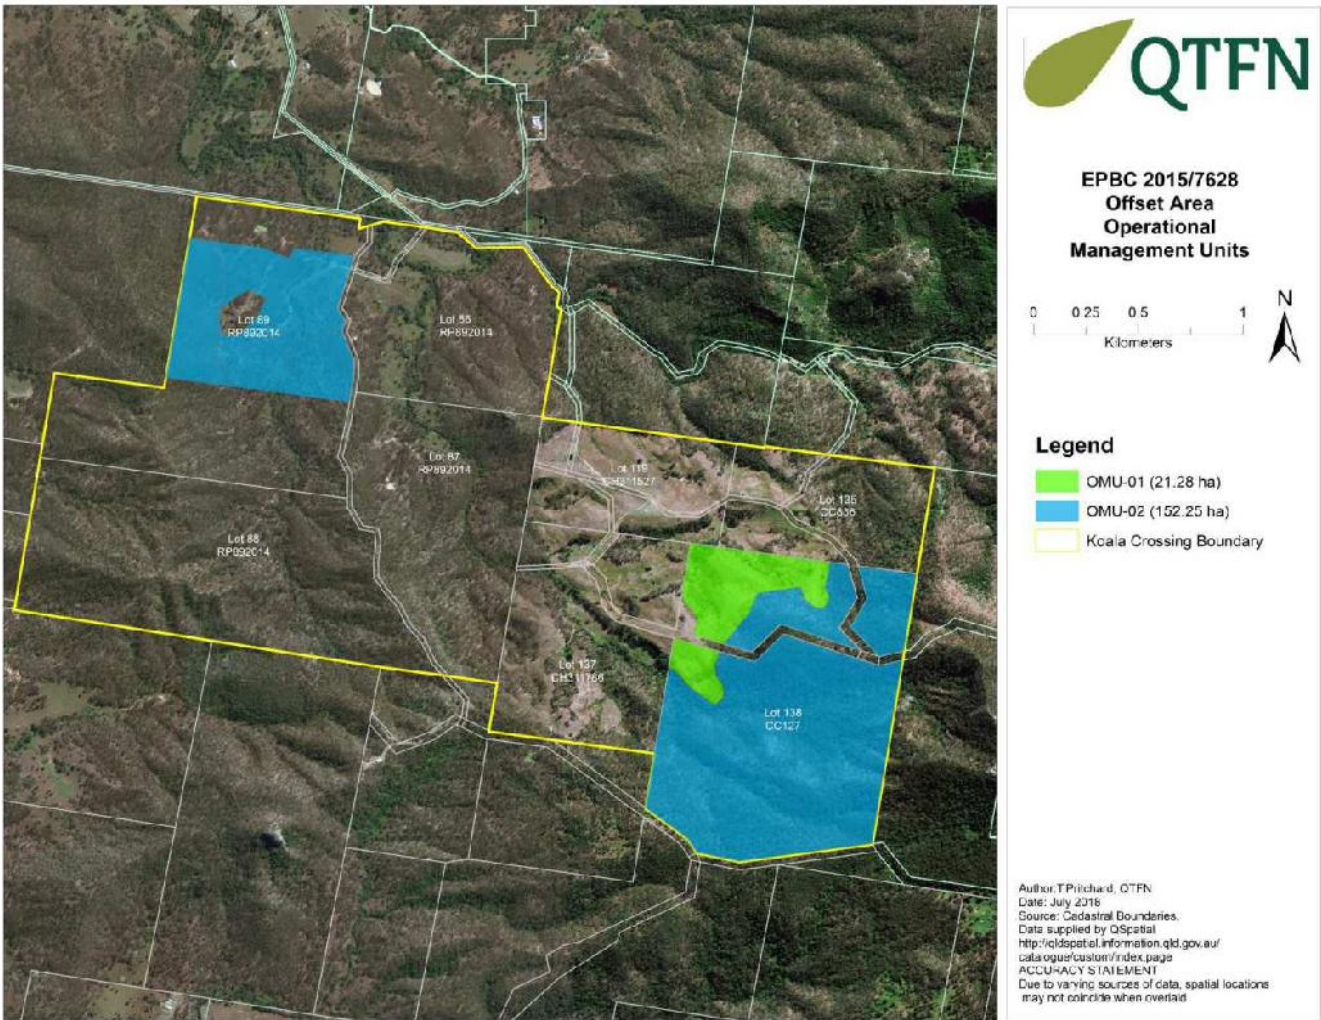 QTFN
EPBC 2015/7628
Offset Area
Operational
Management Units
N
0 0 25 0 5 1
Kilometers
Legend
OMU-01 (21.28 ha)
OMU-02 (152.25 ha)
Koala Crossing Boundary
Lot 89
RP892014
RP892014
Lot 87
RP892014
Lot 119
Lot 88
RP892014
Lot 137
Lot 138
CC127
Author:T.Pritchard, QTFN
Date: July 2018
Source: Cadastral Boundaries.
Data supplied by QSpatial
http://qldspatial.information.qld.gov.au/
catalogue/custom/index.page
ACCURACY STATEMENT
Due to varying sources of data, spatial locations
may not coincide when overlaid